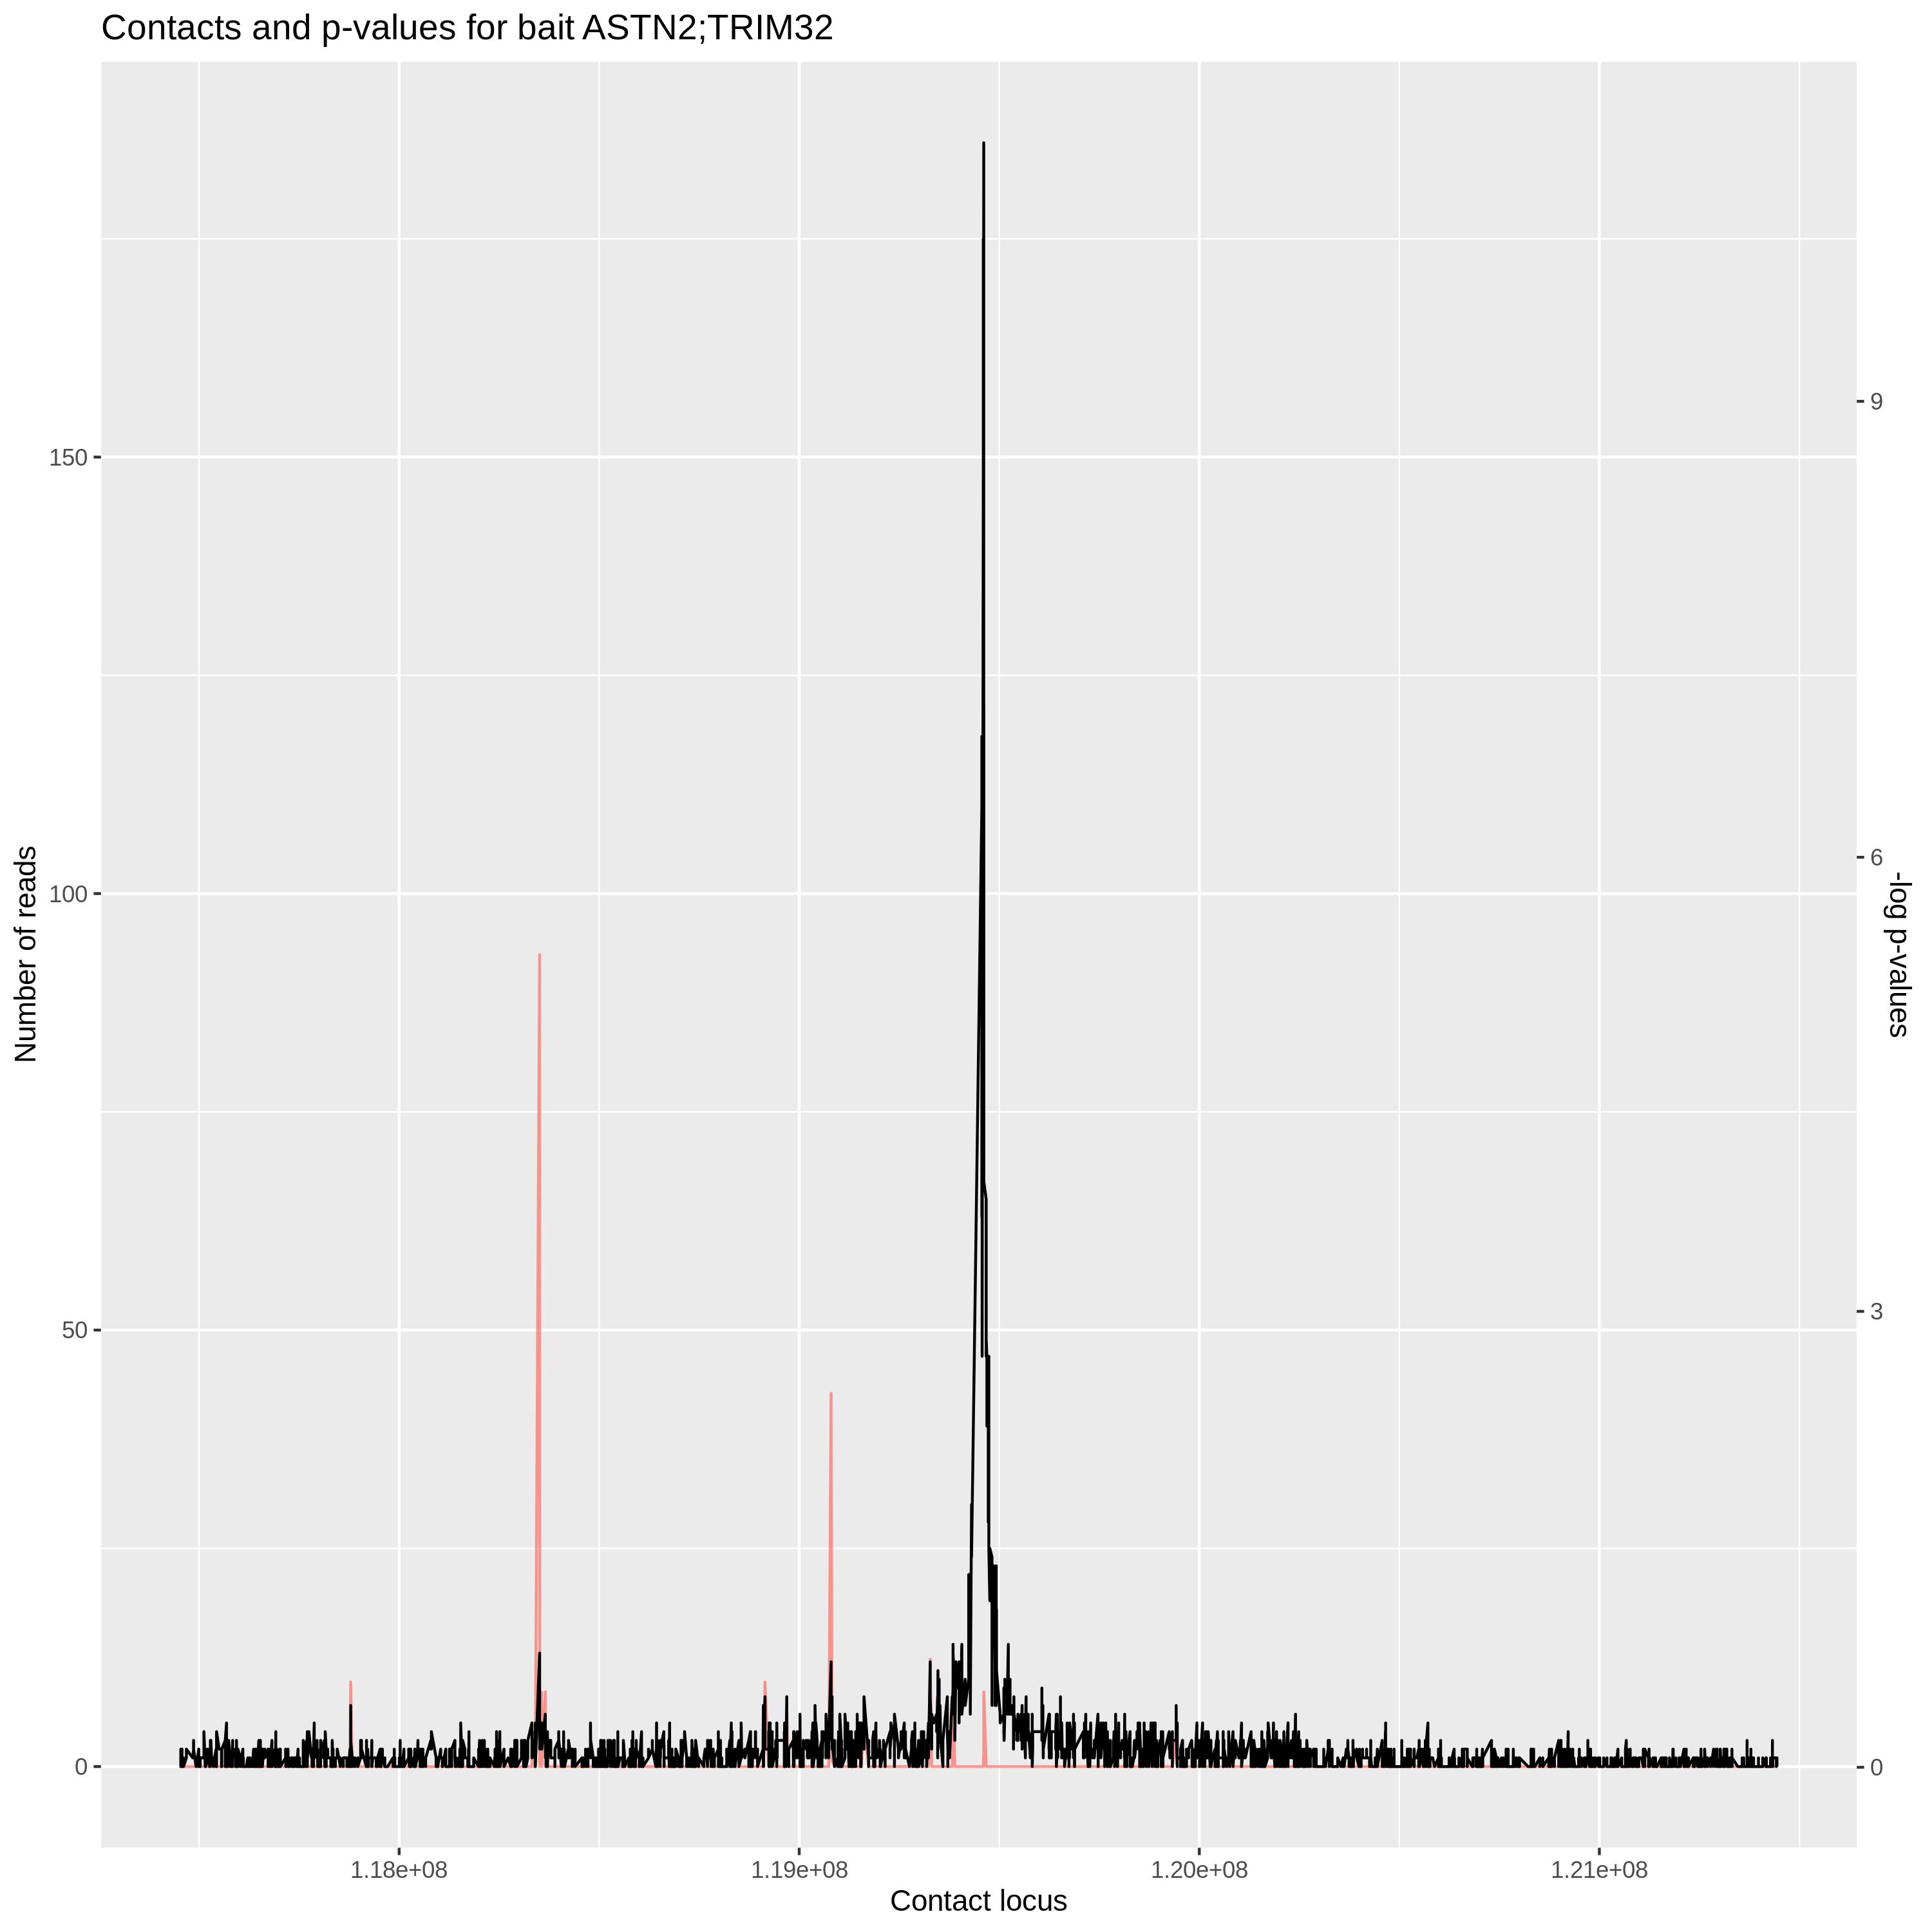 Contacts and p-values for bait ASTN2;TRIM32
Number of reads
150
100
50
0
9
6
3
0
-log p-values
1.18e+08
1.19e+08
1.20e+08
1.21e+08
Contact locus